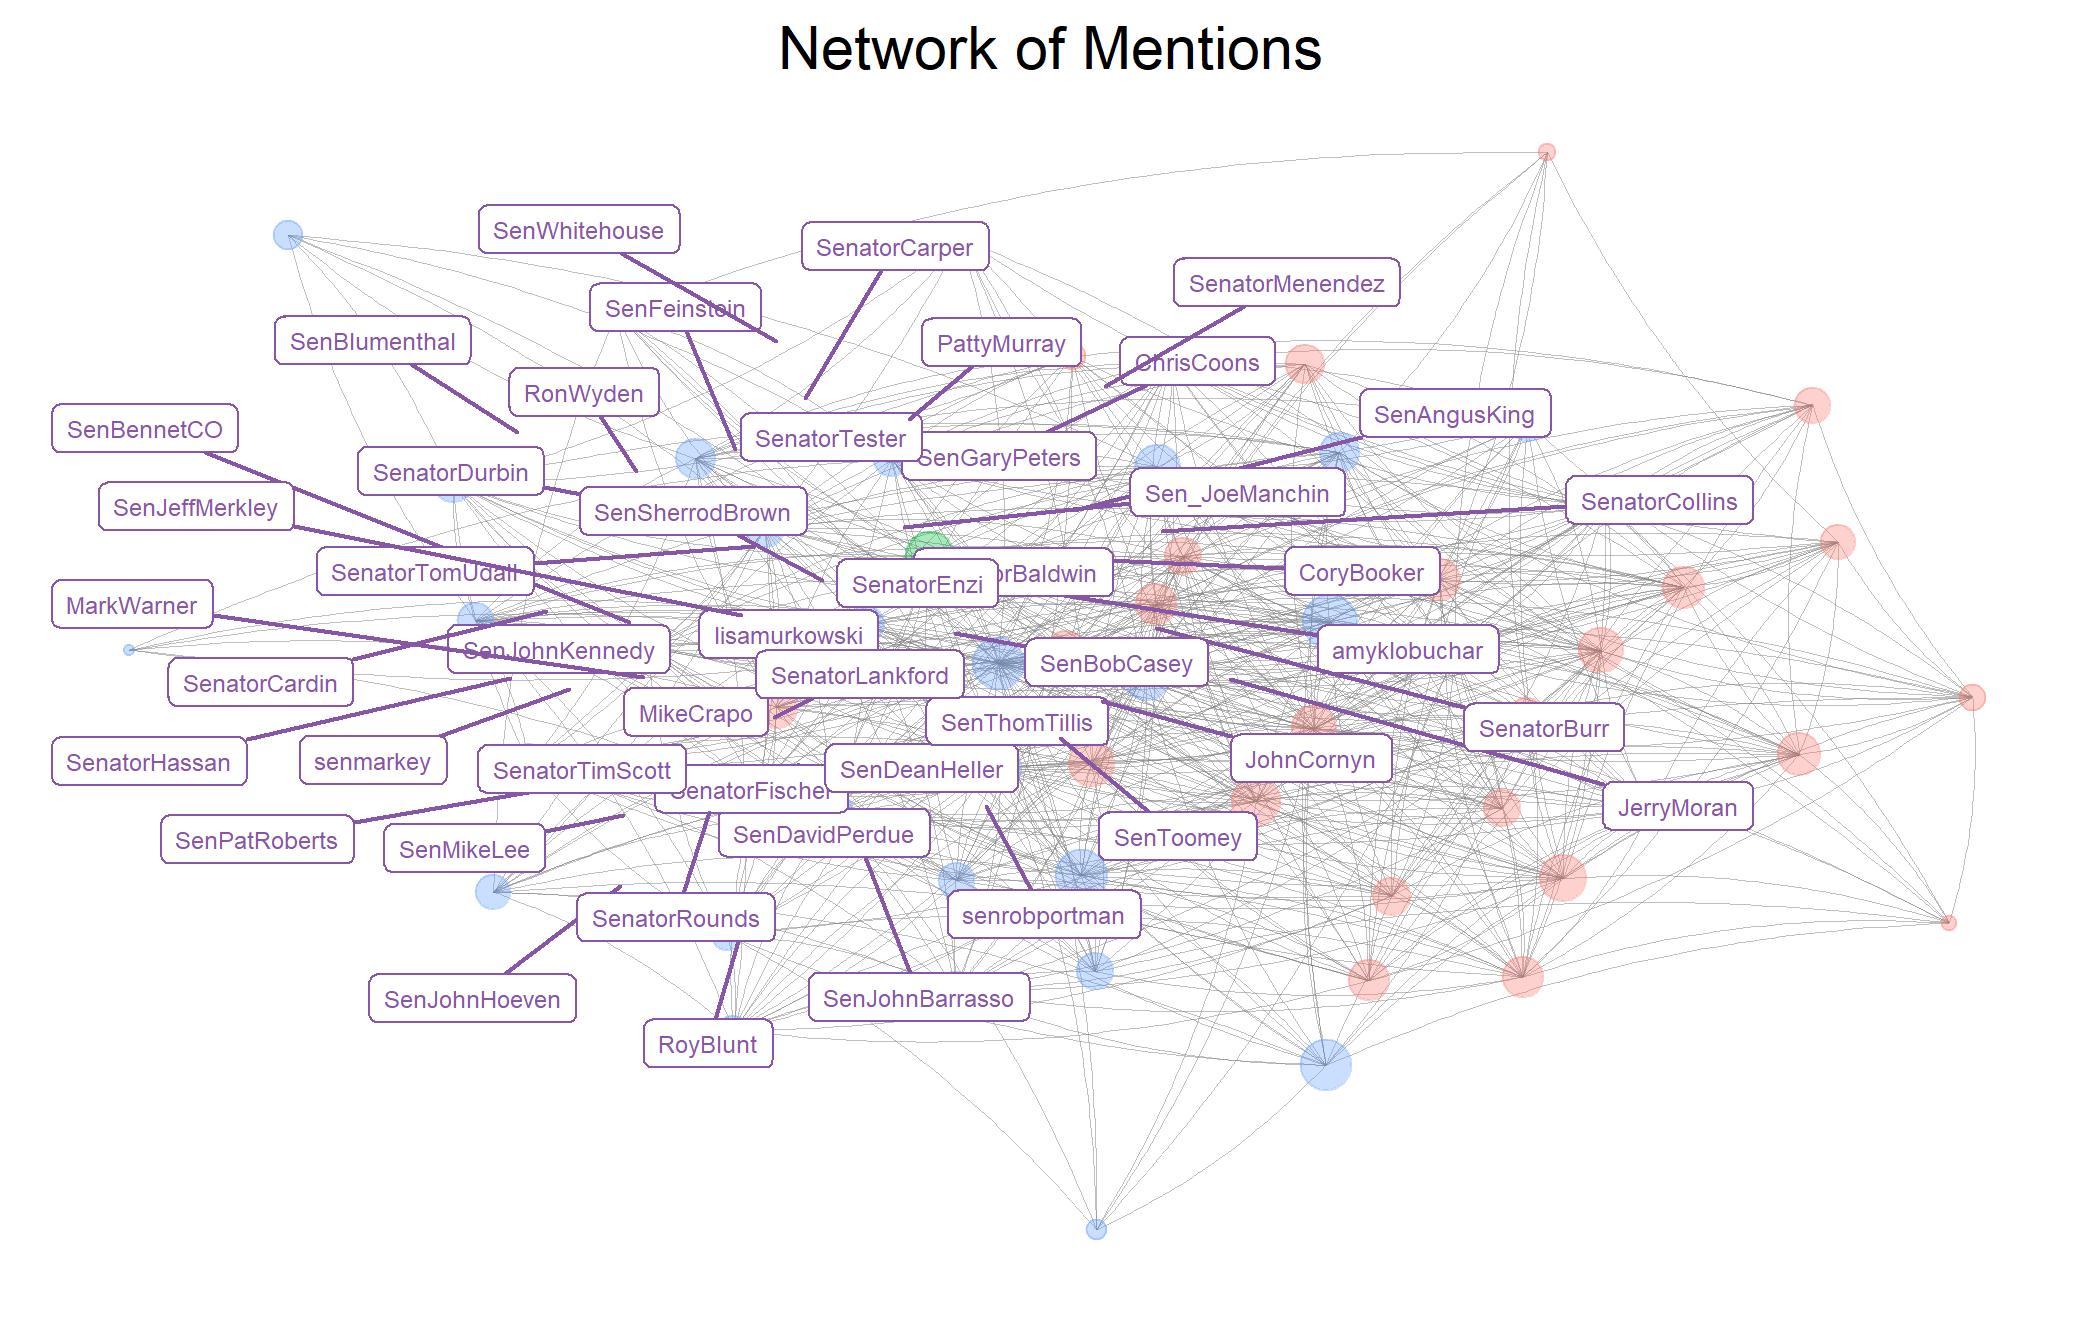 Network of Mentions
SenWhitehouse
SenatorCarper
SenatorMenendez
SenFeinstein
SenBlumenthal
PattyMurray
ChrisCoons
RonWyden
SenAngusKing
SenBennetCO
SenatorTester
SenGaryPeters
SenatorDurbin
Sen_JoeManchin
SenatorCollins
SenJeffMerkley
SenSherrodBrown
SenatorTomUdall
orBaldwin
CoryBooker
SenatorEnzi
MarkWarner
lisamurkowski
SenJohnKennedy
amyklobuchar
SenBobCasey
SenatorCardin
SenatorLankford
MikeCrapo
SenThomTillis
SenatorBurr
SenatorHassan
senmarkey
SenatorTimScott
SenDeanHeller
JohnCornyn
SenatorFischer
JerryMoran
SenPatRoberts
SenMikeLee
SenDavidPerdue
SenToomey
SenatorRounds
senrobportman
SenJohnHoeven
SenJohnBarrasso
RoyBlunt